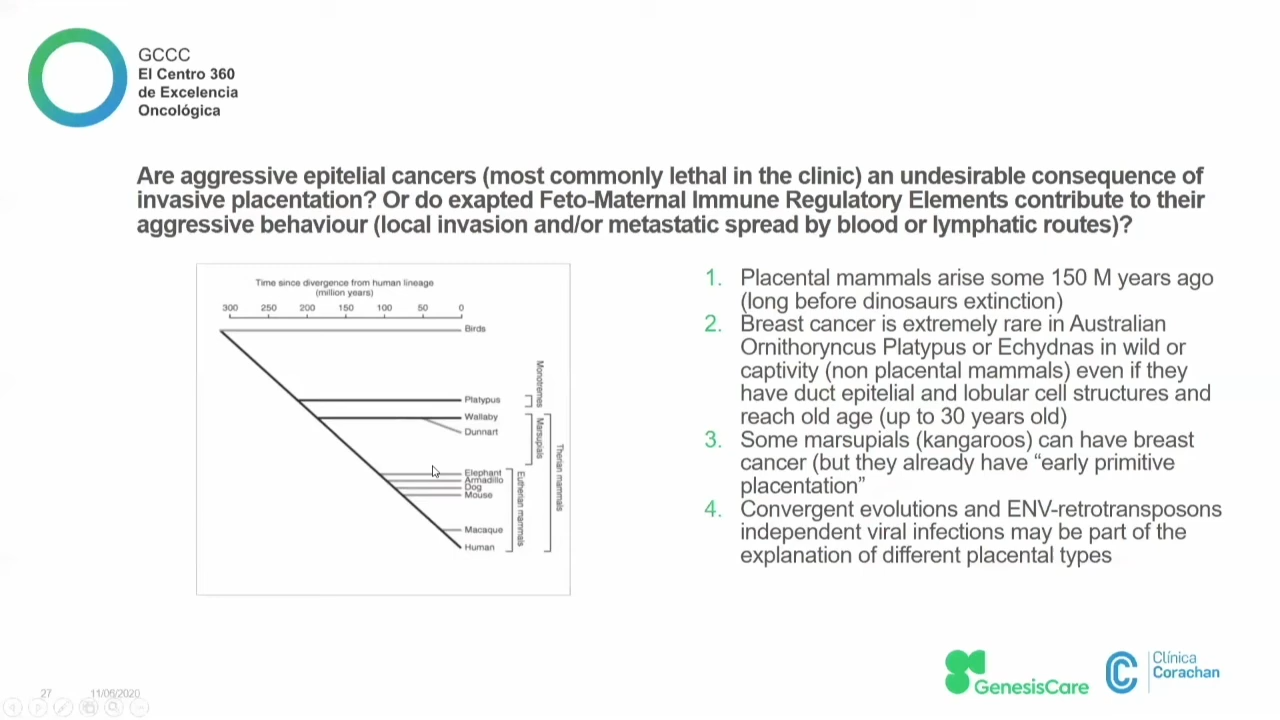 GCCC
El Centro 360
de Excelencia
Oncológica
Are aggressive epitelial cancers (most commonly lethal in the clinic) an undesirable consequence of
invasive placentation? Or do exapted Feto-Maternal Immune Regulatory Elements contribute to their
aggressive behaviour (local invasion and/or metastatic spread by blood or lymphatic routes)?
Time since divergence from human lineage
(million years)
300 250 200 150 100 50 0
Birds
Platypus
Wallaby
Dunnart
Elephant
Armadillo
Dog
Mouse
Macaque
Human
Monotremes
Marsupials
Eutherian mammals
Therian mammals
1. Placental mammals arise some 150 M years ago
(long before dinosaurs extinction)
2. Breast cancer is extremely rare in Australian
Ornithoryncus Platypus or Echydnas in wild or
captivity (non placental mammals) even if they
have duct epitelial and lobular cell structures and
reach old age (up to 30 years old)
3. Some marsupials (kangaroos) can have breast
cancer (but they already have “early primitive
placentation”
4. Convergent evolutions and ENV-retrotransposons
independent viral infections may be part of the
explanation of different placental types
GenesisCare
Clínica
Corachan
27 11/06/2020